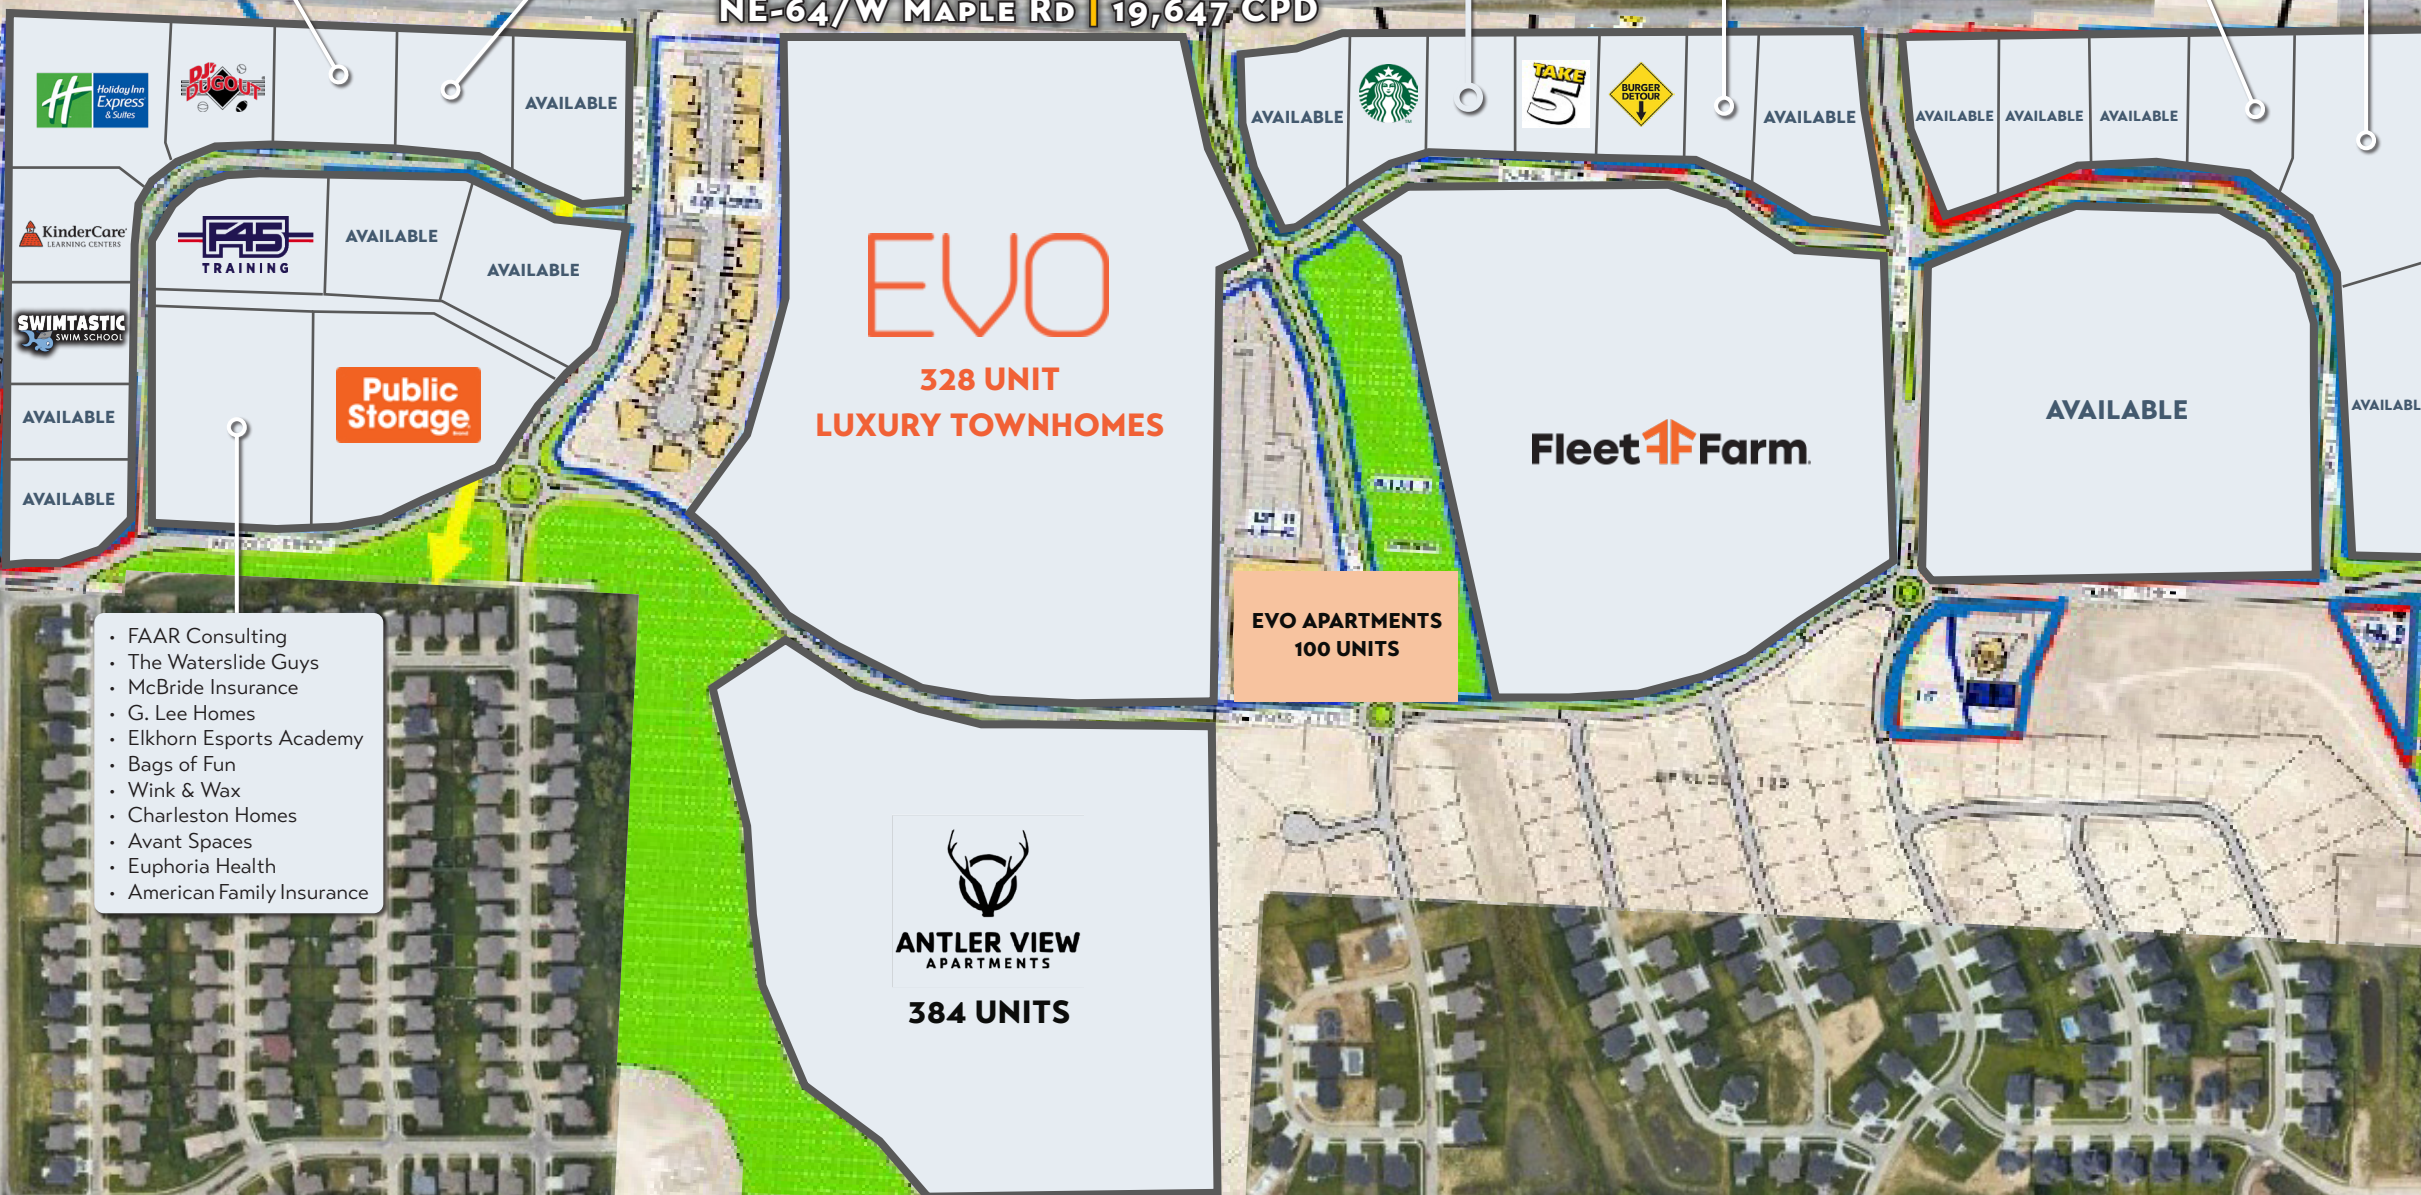 NE-64/W MAPLE RD | 19,647 CPD
Holiday Inn
Express
& Suites
DJ's
DUGOUT
AVAILABLE
KinderCare
LEARNING CENTERS
F45
TRAINING
AVAILABLE
AVAILABLE
SWIMTASTIC
SWIM SCHOOL
Public
Storage
AVAILABLE
AVAILABLE
EVO
328 UNIT
LUXURY TOWNHOMES
AVAILABLE
TAKE
5
BURGER
DETOUR
AVAILABLE
AVAILABLE
AVAILABLE
AVAILABLE
Fleet Farm
AVAILABLE
AVAILABL
EVO APARTMENTS
100 UNITS
• FAAR Consulting
• The Waterslide Guys
• McBride Insurance
• G. Lee Homes
• Elkhorn Esports Academy
• Bags of Fun
• Wink & Wax
• Charleston Homes
• Avant Spaces
• Euphoria Health
• American Family Insurance
ANTLER VIEW
APARTMENTS
384 UNITS